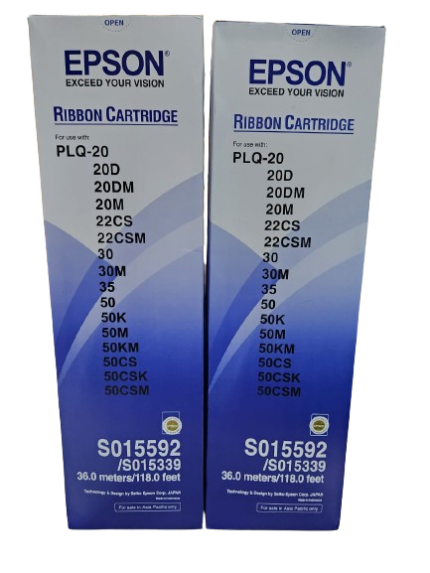 OPEN
EPSON®
EXCEED YOUR VISION
RIBBON CARTRIDGE
For use with:
PLQ-20
20D
20DM
20M
22CS
22CSM
30
30M
35
50
50K
50M
50KM
50CS
50CSK
50CSM
S015592
/S015339
36.0 meters/118.0 feet
Technology & Design by Seiko Epson Corp. JAPAN
For sale in Asia Pacific only
OPEN
EPSON®
EXCEED YOUR VISION
RIBBON CARTRIDGE
For use with:
PLQ-20
20D
20DM
20M
22CS
22CSM
30
30M
35
50
50K
50M
50KM
50CS
50CSK
50CSM
S015592
/S015339
36.0 meters/118.0 feet
Technology & Design by Seiko Epson Corp. JAPAN
For sale in Asia Pacific only